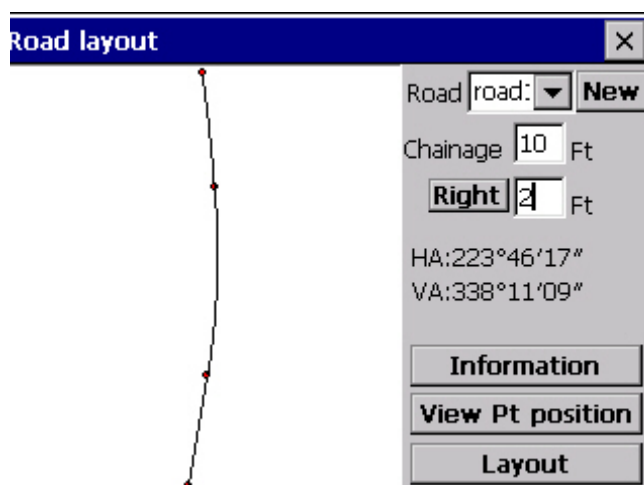 Road layout
Road road1 New
Chainage 10 Ft
Right 2 Ft
HA:223°46′17″
VA:338°11′09″
Information
View Pt position
Layout